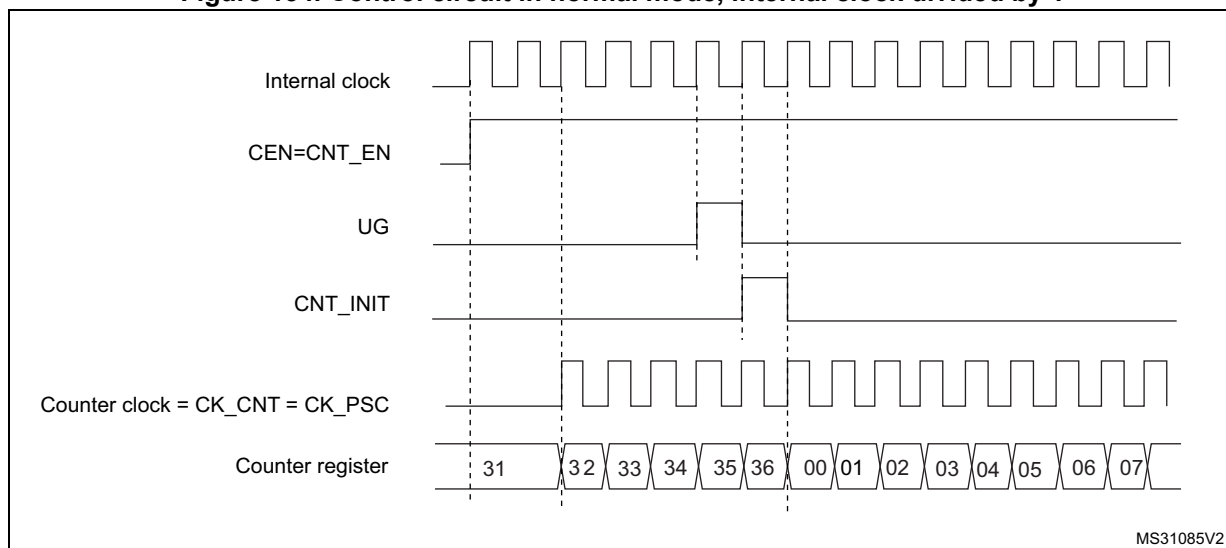 Internal clock
CEN=CNT_EN
UG
CNT_INIT
Counter clock = CK_CNT = CK_PSC
Counter register 31 32 33 34 35 36 00 01 02 03 04 05 06 07
MS31085V2